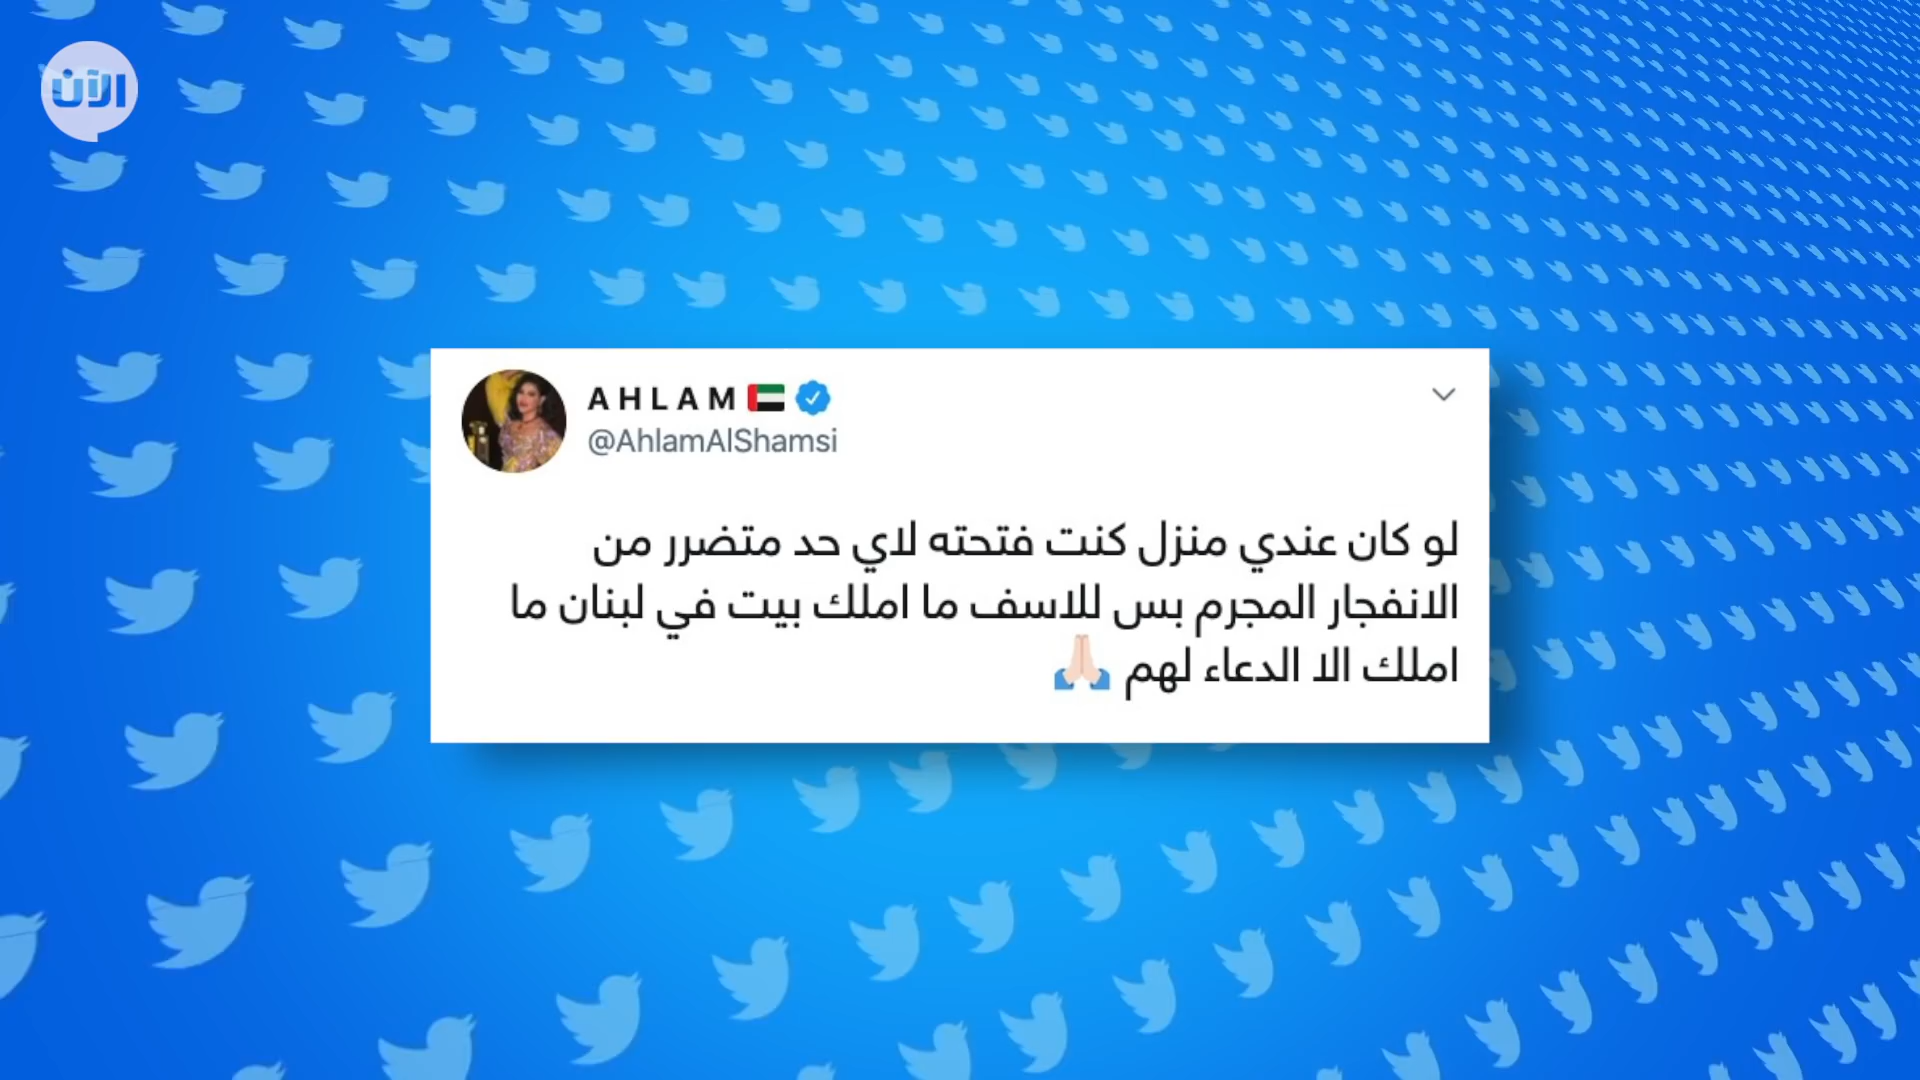 الآن
AHLAM
@AhlamAlShamsi
لو كان عندي منزل كنت فتحته لاي حد متضرر من
الانفجار المجرم بس للاسف ما املك بيت في لبنان ما
املك الا الدعاء لهم